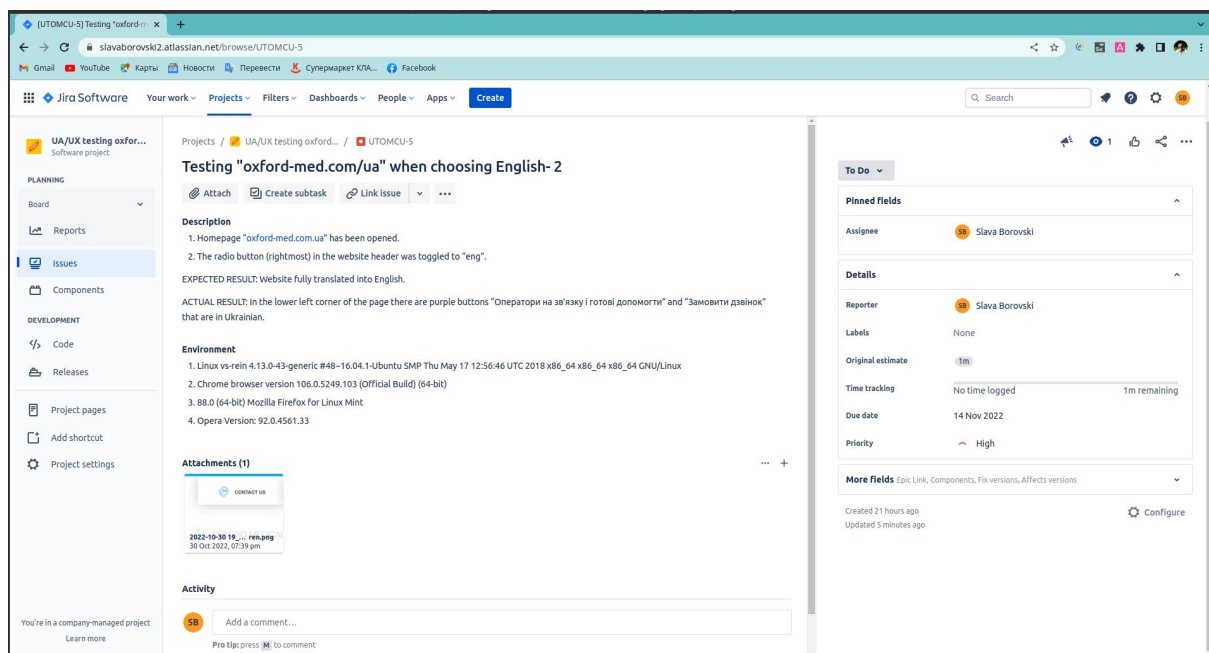 [UTOMCU-5] Testing "oxford-m
slavaborovski2.atlassian.net/browse/UTOMCU-5
Gmail YouTube Карты Новости Перевести Супермаркет КЛА... Facebook
Jira Software Your work Projects Filters Dashboards People Apps Create Search SB
UA/UX testing oxfor...
Software project
PLANNING
Board
Reports
Issues
Components
DEVELOPMENT
Code
Releases
Project pages
Add shortcut
Project settings
You're in a company-managed project
Learn more
Projects / UA/UX testing oxford... / UTOMCU-5
Testing "oxford-med.com/ua" when choosing English- 2
Attach Create subtask Link issue
Description
1. Homepage "oxford-med.com.ua" has been opened.
2. The radio button (rightmost) in the website header was toggled to "eng".
EXPECTED RESULT: Website fully translated into English.
ACTUAL RESULT: In the lower left corner of the page there are purple buttons "Оператори на зв'язку і готові допомогти" and "Замовити дзвінок"
that are in Ukrainian.
Environment
1. Linux vs-rein 4.13.0-43-generic #48~16.04.1-Ubuntu SMP Thu May 17 12:56:46 UTC 2018 x86_64 x86_64 x86_64 GNU/Linux
2. Chrome browser version 106.0.5249.103 (Official Build) (64-bit)
3. 88.0 (64-bit) Mozilla Firefox for Linux Mint
4. Opera Version: 92.0.4561.33
Attachments (1)
CONTACT US
2022-10-30 19_... ren.png
30 Oct 2022, 07:39 pm
Activity
SB Add a comment...
Pro tip: press M to comment
1
To Do
Pinned fields
Assignee SB Slava Borovski
Details
Reporter SB Slava Borovski
Labels None
Original estimate 1m
Time tracking No time logged 1m remaining
Due date 14 Nov 2022
Priority High
More fields Epic Link, Components, Fix versions, Affects versions
Created 21 hours ago Configure
Updated 5 minutes ago